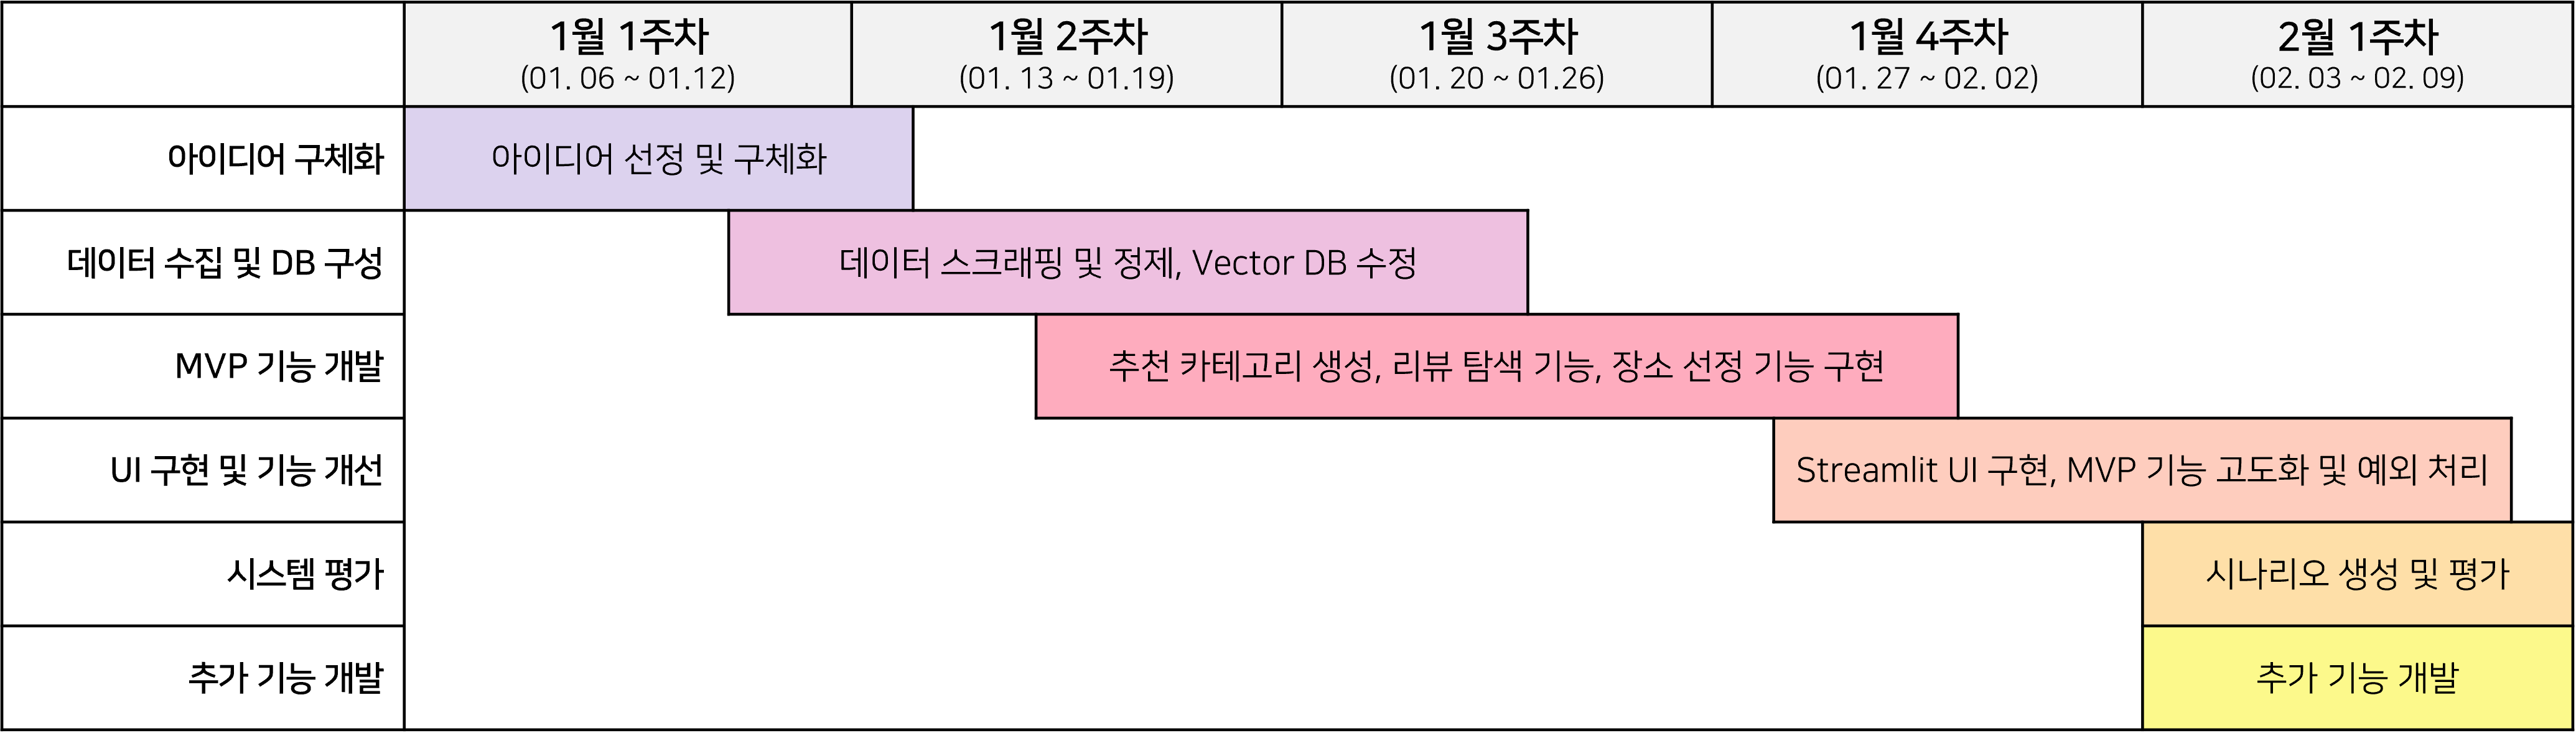 1월 1주차
(01. 06 ~ 01.12)
1월 2주차
(01. 13 ~ 01.19)
1월 3주차
(01. 20 ~ 01.26)
1월 4주차
(01. 27 ~ 02. 02)
2월 1주차
(02. 03 ~ 02. 09)
아이디어 구체화
아이디어 선정 및 구체화
데이터 수집 및 DB 구성
데이터 스크래핑 및 정제, Vector DB 수정
MVP 기능 개발
추천 카테고리 생성, 리뷰 탐색 기능, 장소 선정 기능 구현
UI 구현 및 기능 개선
Streamlit UI 구현, MVP 기능 고도화 및 예외 처리
시스템 평가
시나리오 생성 및 평가
추가 기능 개발
추가 기능 개발